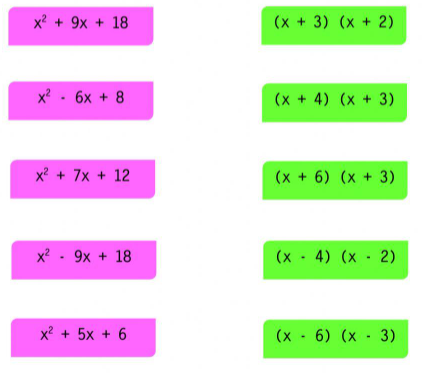 x² + 9x + 18
(x + 3) (x + 2)
x² - 6x + 8
(x + 4) (x + 3)
x² + 7x + 12
(x + 6) (x + 3)
x² - 9x + 18
(x - 4) (x - 2)
x² + 5x + 6
(x - 6) (x - 3)